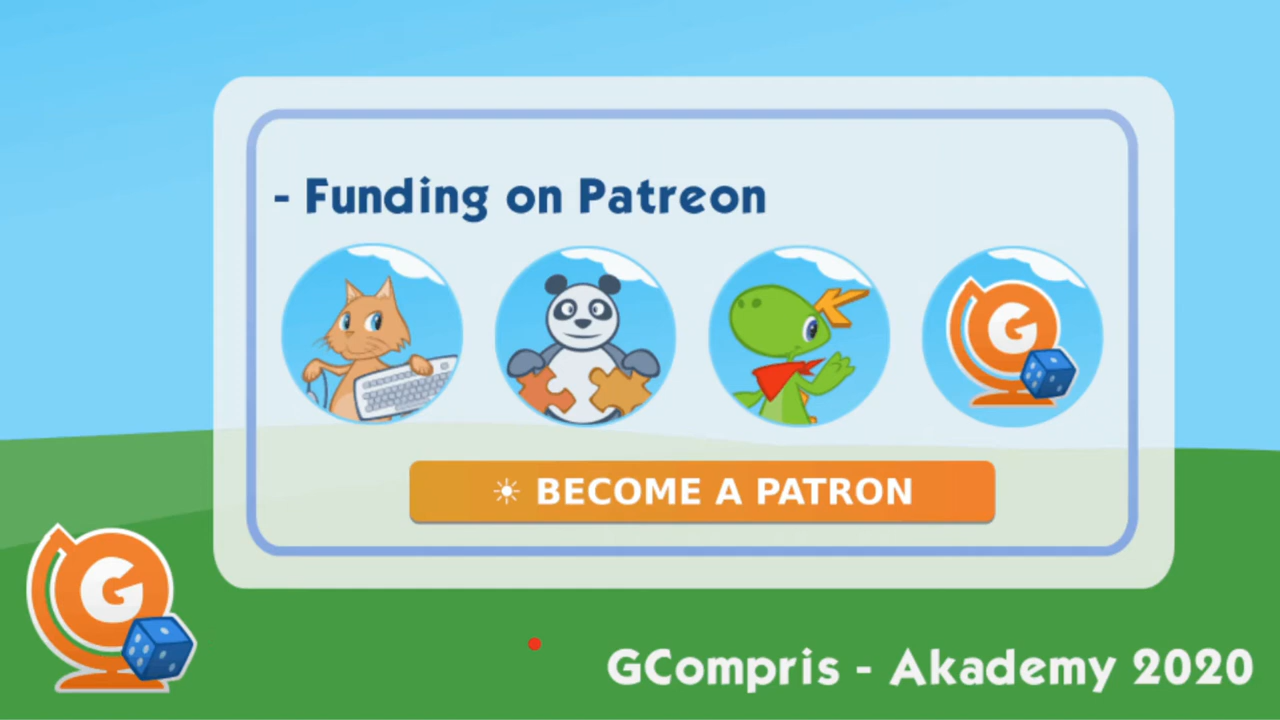 - Funding on Patreon
G
☀ BECOME A PATRON
G
GCompris - Akademy 2020